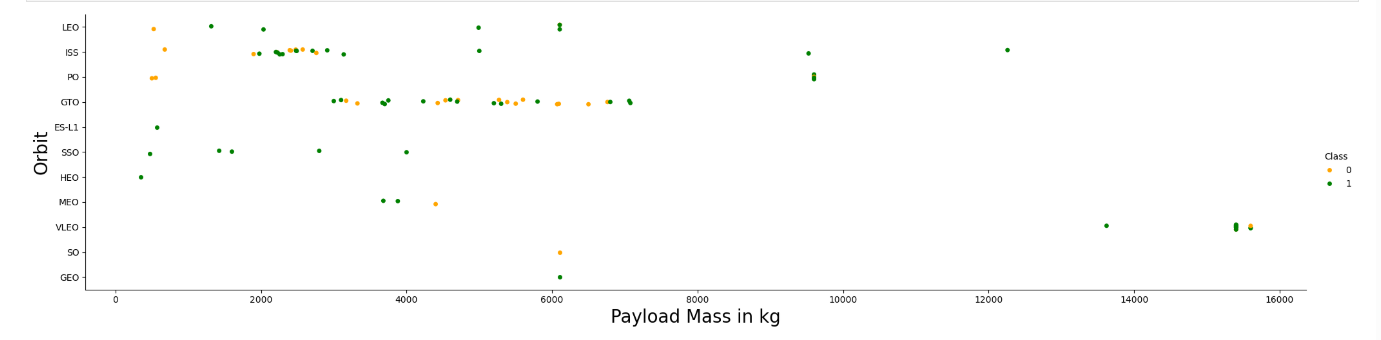 LEO
ISS
PO
GTO
ES-L1
SSO
HEO
MEO
VLEO
SO
GEO
Orbit
0 2000 4000 6000 8000 10000 12000 14000 16000
Payload Mass in kg
Class
0
1